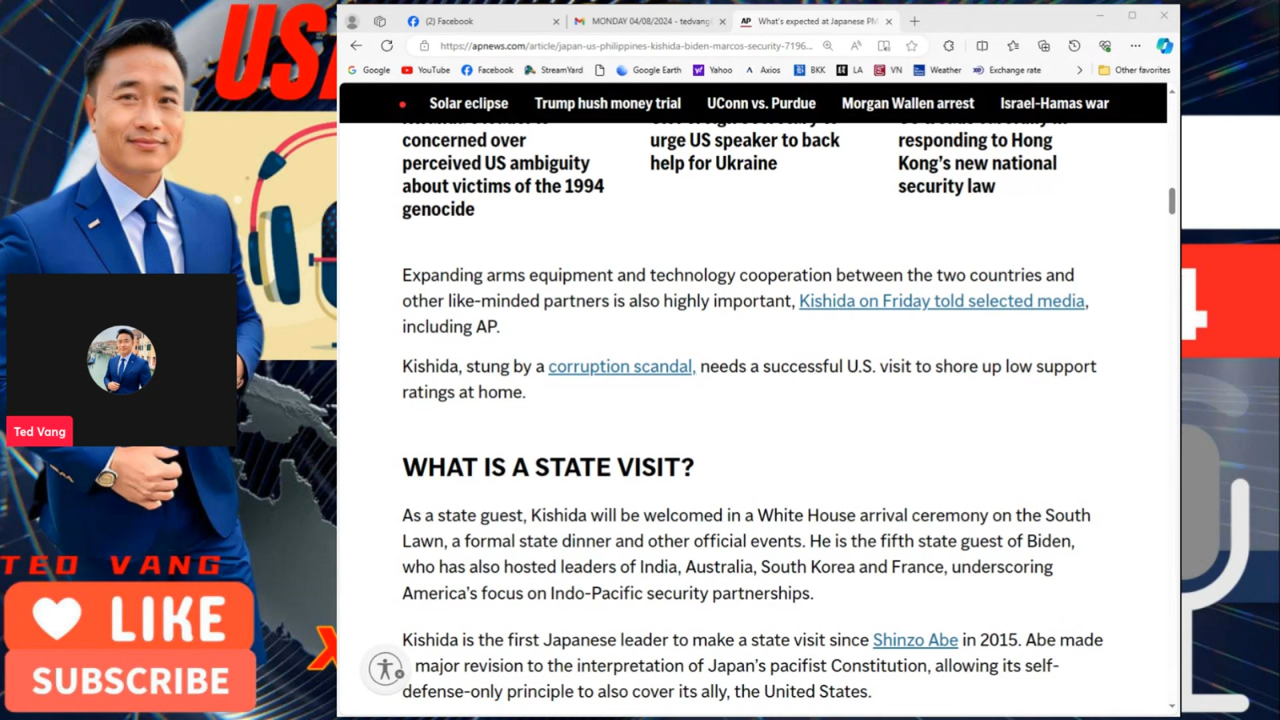 US
(2) Facebook
MONDAY 04/08/2024 - tedvang
AP What's expected at Japanese PM
https://apnews.com/article/japan-us-philippines-kishida-biden-marcos-security-7196...
Google YouTube Facebook StreamYard Google Earth Yahoo Axios BKK LA VN Weather Exchange rate Other favorites
Solar eclipse Trump hush money trial UConn vs. Purdue Morgan Wallen arrest Israel-Hamas war
concerned over
perceived US ambiguity
about victims of the 1994
genocide
urge US speaker to back
help for Ukraine
responding to Hong
Kong's new national
security law
Expanding arms equipment and technology cooperation between the two countries and
other like-minded partners is also highly important, Kishida on Friday told selected media,
including AP.
Kishida, stung by a corruption scandal, needs a successful U.S. visit to shore up low support
ratings at home.
WHAT IS A STATE VISIT?
As a state guest, Kishida will be welcomed in a White House arrival ceremony on the South
Lawn, a formal state dinner and other official events. He is the fifth state guest of Biden,
who has also hosted leaders of India, Australia, South Korea and France, underscoring
America's focus on Indo-Pacific security partnerships.
Kishida is the first Japanese leader to make a state visit since Shinzo Abe in 2015. Abe made
major revision to the interpretation of Japan's pacifist Constitution, allowing its self-
defense-only principle to also cover its ally, the United States.
Ted Vang
TED VANG
LIKE
SUBSCRIBE
X
4